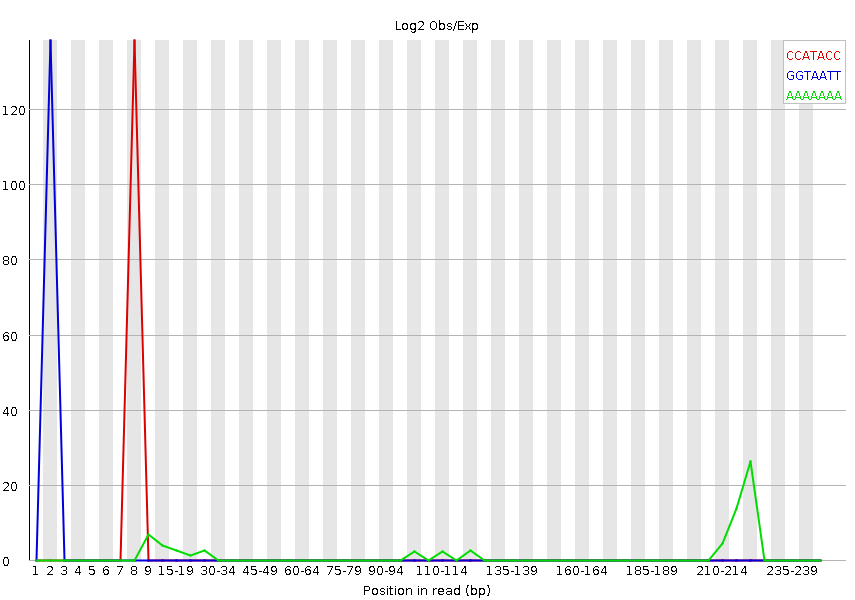 Log2 Obs/Exp
CCATACC
GGTAATT
AAAAAAA
120
100
80
60
40
20
0
1 2 3 4 5 6 7 8 9 15-19 30-34 45-49 60-64 75-79 90-94 110-114 135-139 160-164 185-189 210-214 235-239
Position in read (bp)